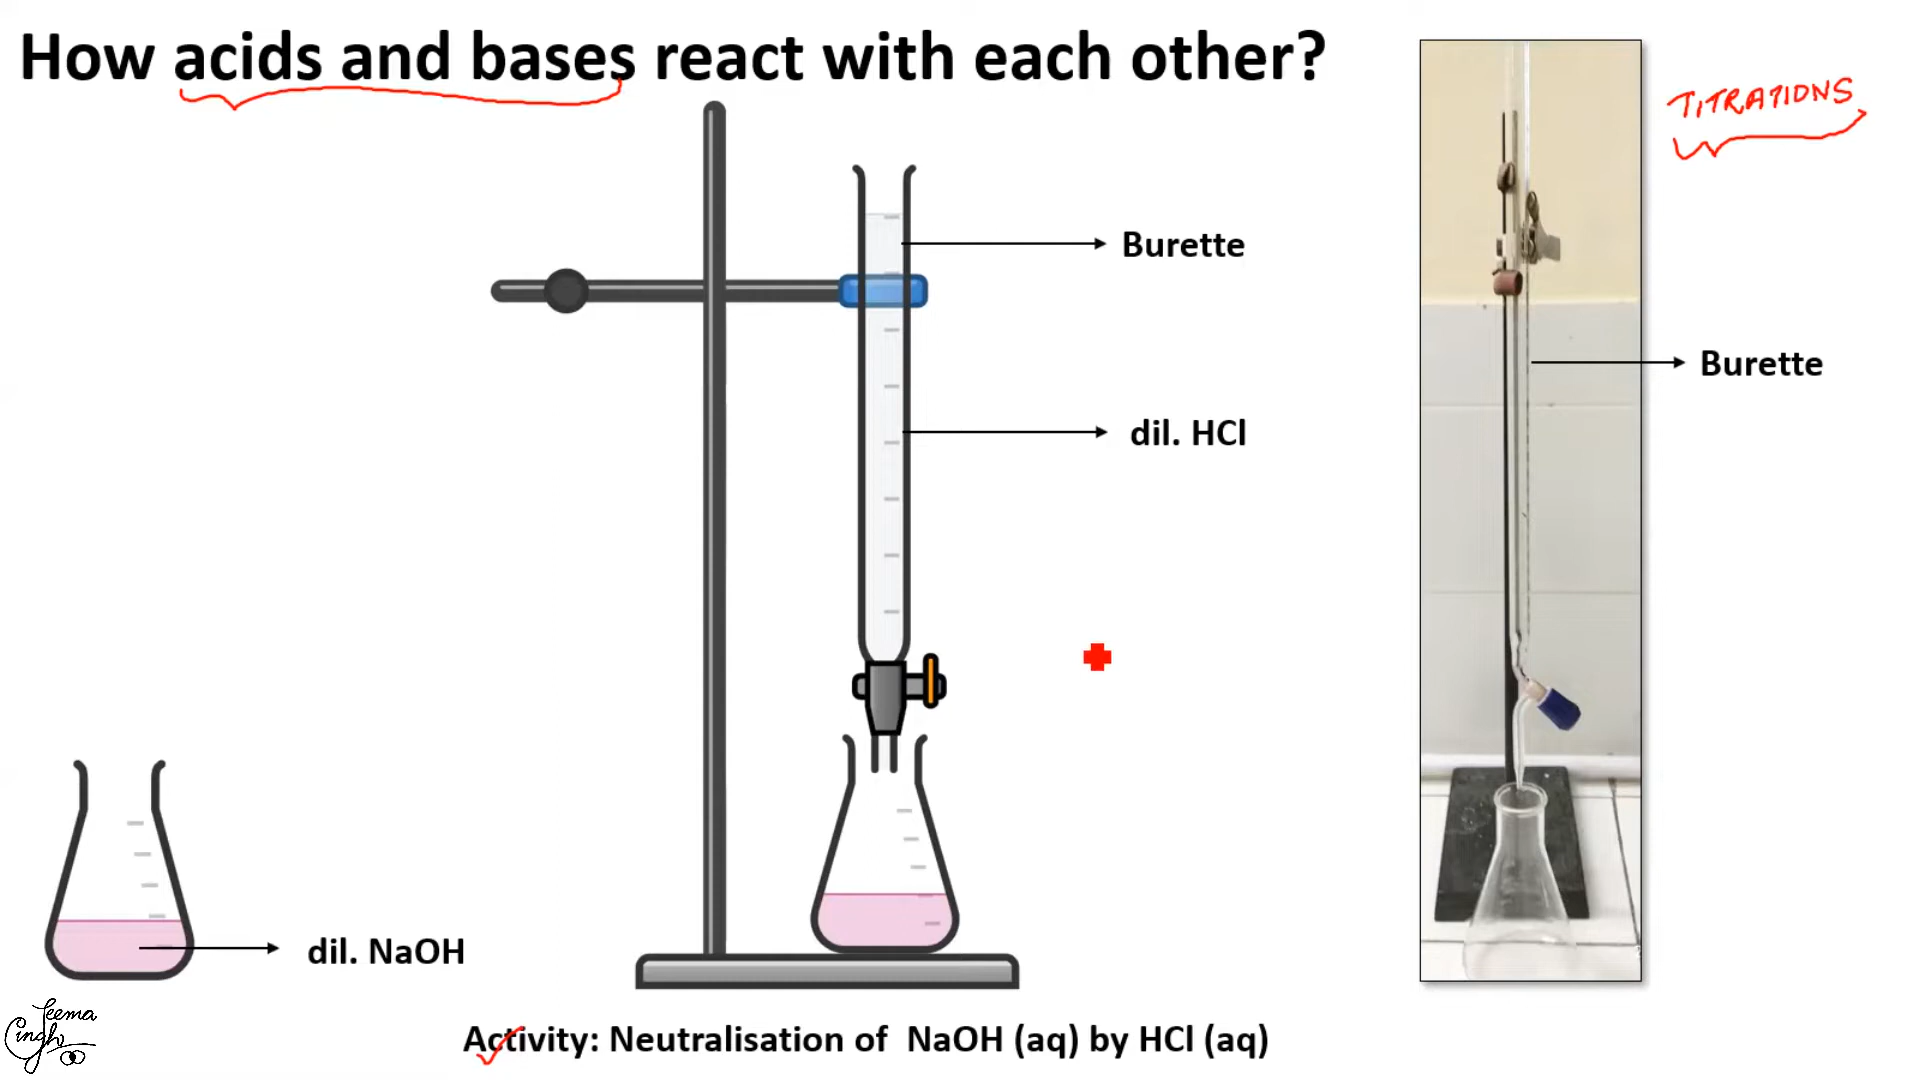 How acids and bases react with each other?
TITRATIONS
Burette
Burette
dil. HCl
dil. NaOH
Activity: Neutralisation of NaOH (aq) by HCl (aq)